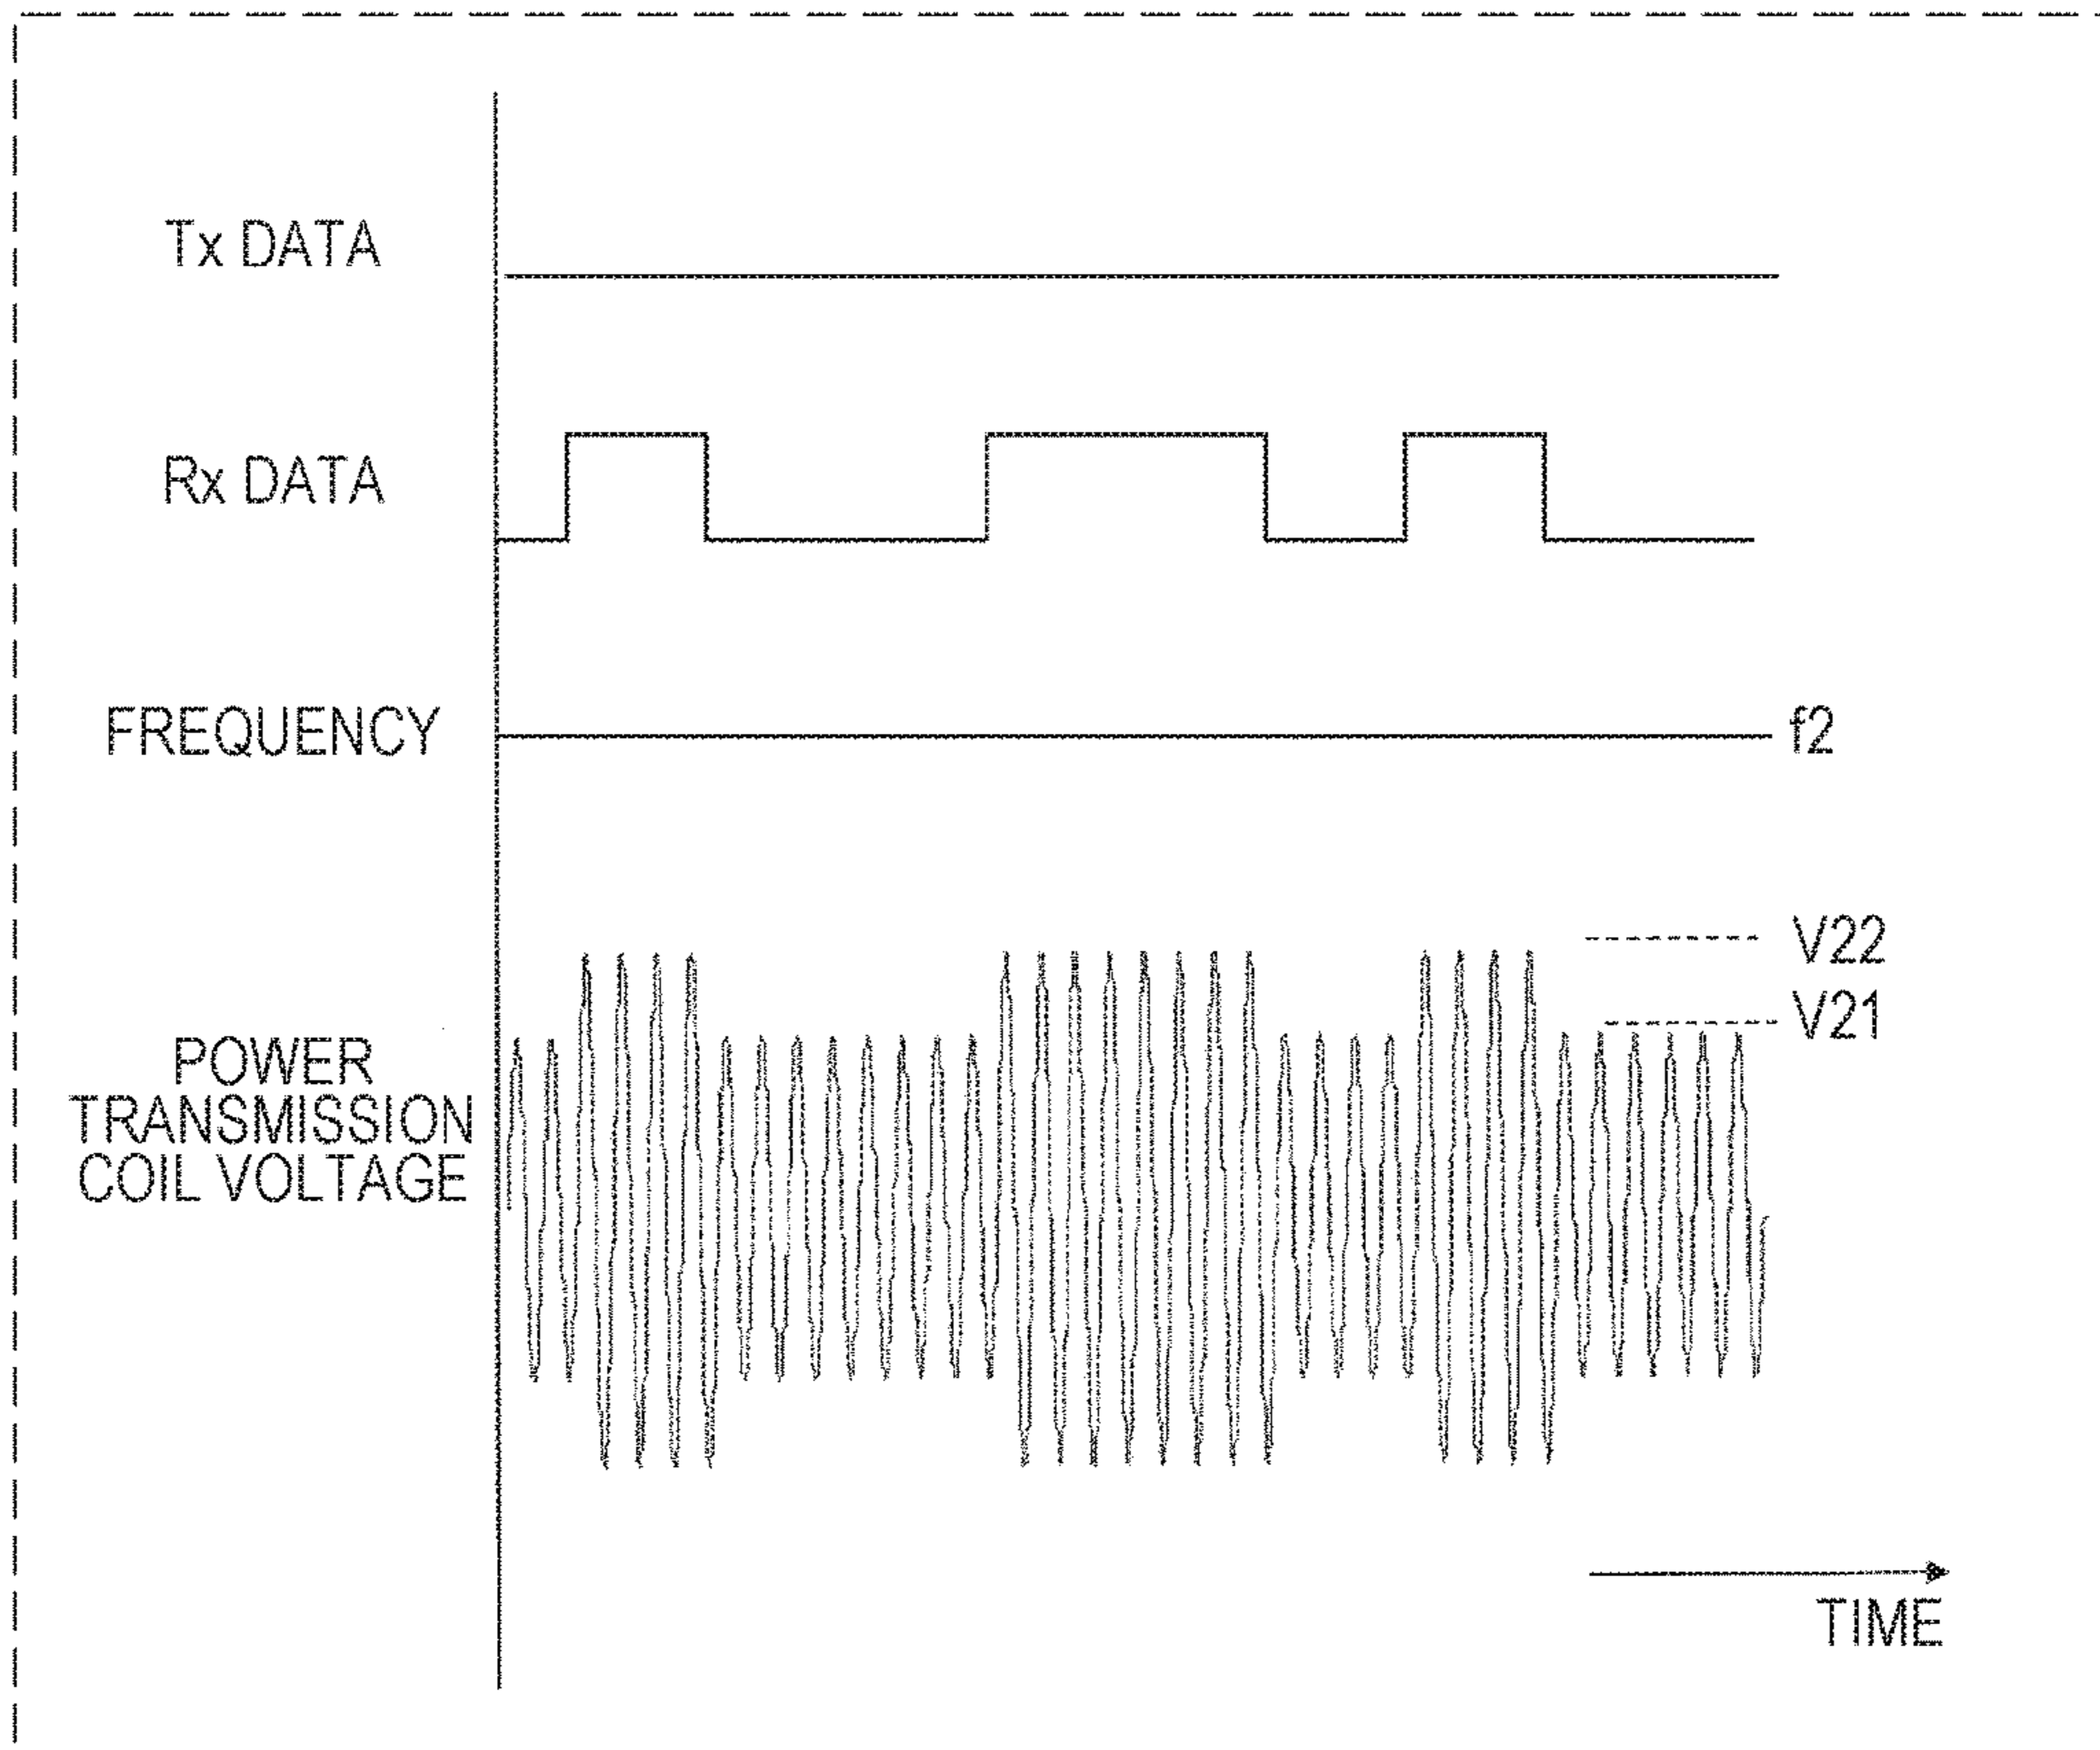 Tx DATA
Rx DATA
FREQUENCY
f2
V22
V21
POWER
TRANSMISSION
COIL VOLTAGE
TIME